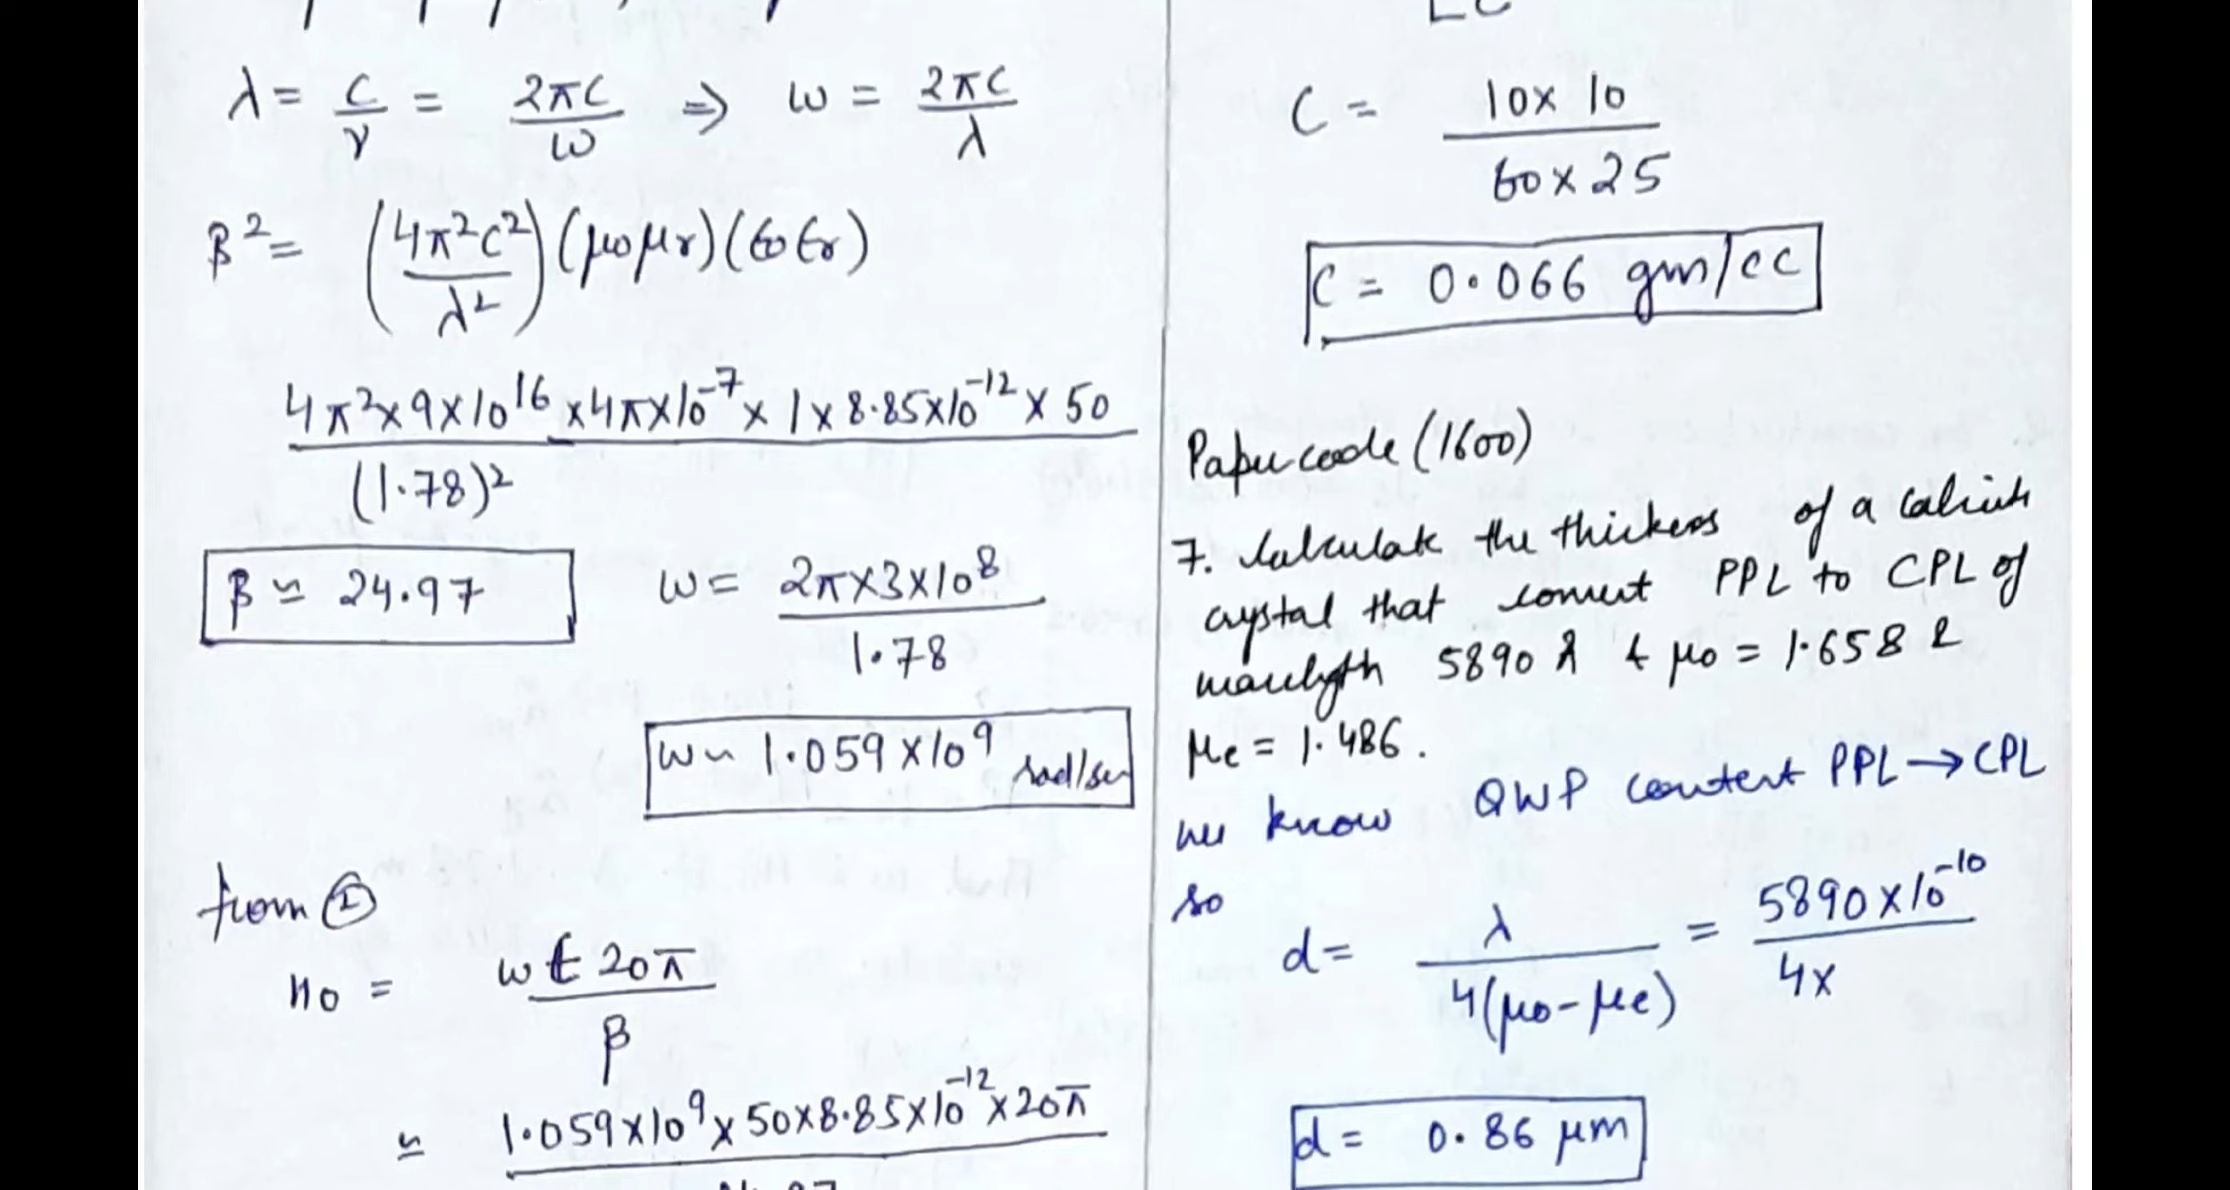 λ = c/ν = 2πc/ω ⇒ ω = 2πc/λ
β² = (4π²c²/λ²) (μ₀μr) (ϵ₀ϵr)
4π² × 9 × 10¹⁶ × 4π × 10⁻⁷ × 1 × 8.85 × 10⁻¹² × 50
(1.78)²
β ≃ 24.97
ω = 2π × 3 × 10⁸ / 1.78
ω ~ 1.059 × 10⁹ rad/sec
from ②
H0 = ωϵ 20π / β
≃ 1.059 × 10⁹ × 50 × 8.85 × 10⁻¹² × 20π
C = 10 × 10 / 60 × 25
C = 0.066 gm/cc
Paper code (1600)
7. Calculate the thickness of a calcite
crystal that convert PPL to CPL of
wavelength 5890 Å & μo = 1.658 &
μe = 1.486.
we know QWP PPL → CPL
so
d = λ / 4(μo - μe) = 5890 × 10⁻¹⁰ / 4×
d = 0.86 μm